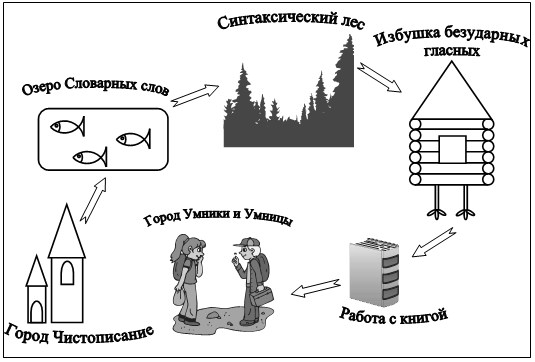 Синтаксический лес
Избушка безударных
гласных
Озеро Словарных слов
Город Умники и Умницы
Город Чистописание
Работа с книгой